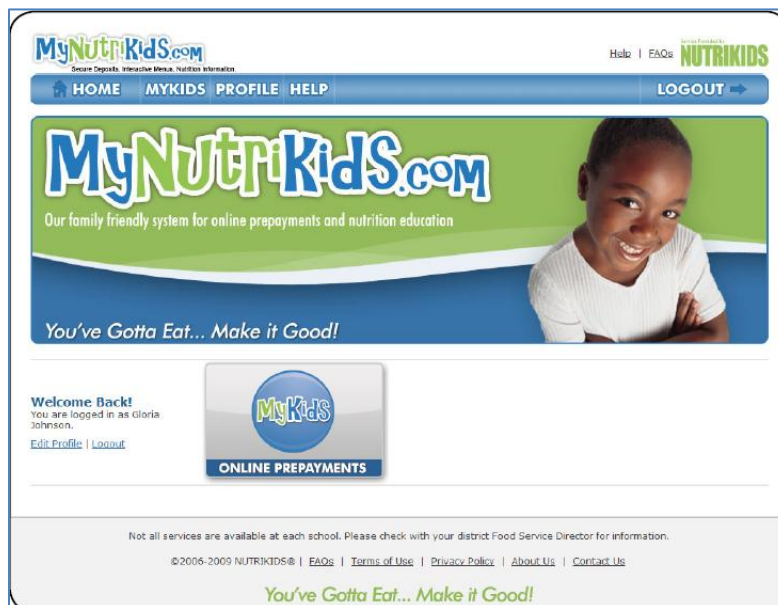 MyNutriKids.com
Secure Deposits, Interactive Menus, Nutrition Information.
Help | FAQs
Service Provided by
NUTRIKIDS
HOME MYKIDS PROFILE HELP LOGOUT
MyNutriKids.com
Our family friendly system for online prepayments and nutrition education
You've Gotta Eat... Make it Good!
Welcome Back!
You are logged in as Gloria
Johnson.
Edit Profile | Logout
MyKids
ONLINE PREPAYMENTS
Not all services are available at each school. Please check with your district Food Service Director for information.
©2006-2009 NUTRIKIDS® | FAQs | Terms of Use | Privacy Policy | About Us | Contact Us
You've Gotta Eat... Make it Good!